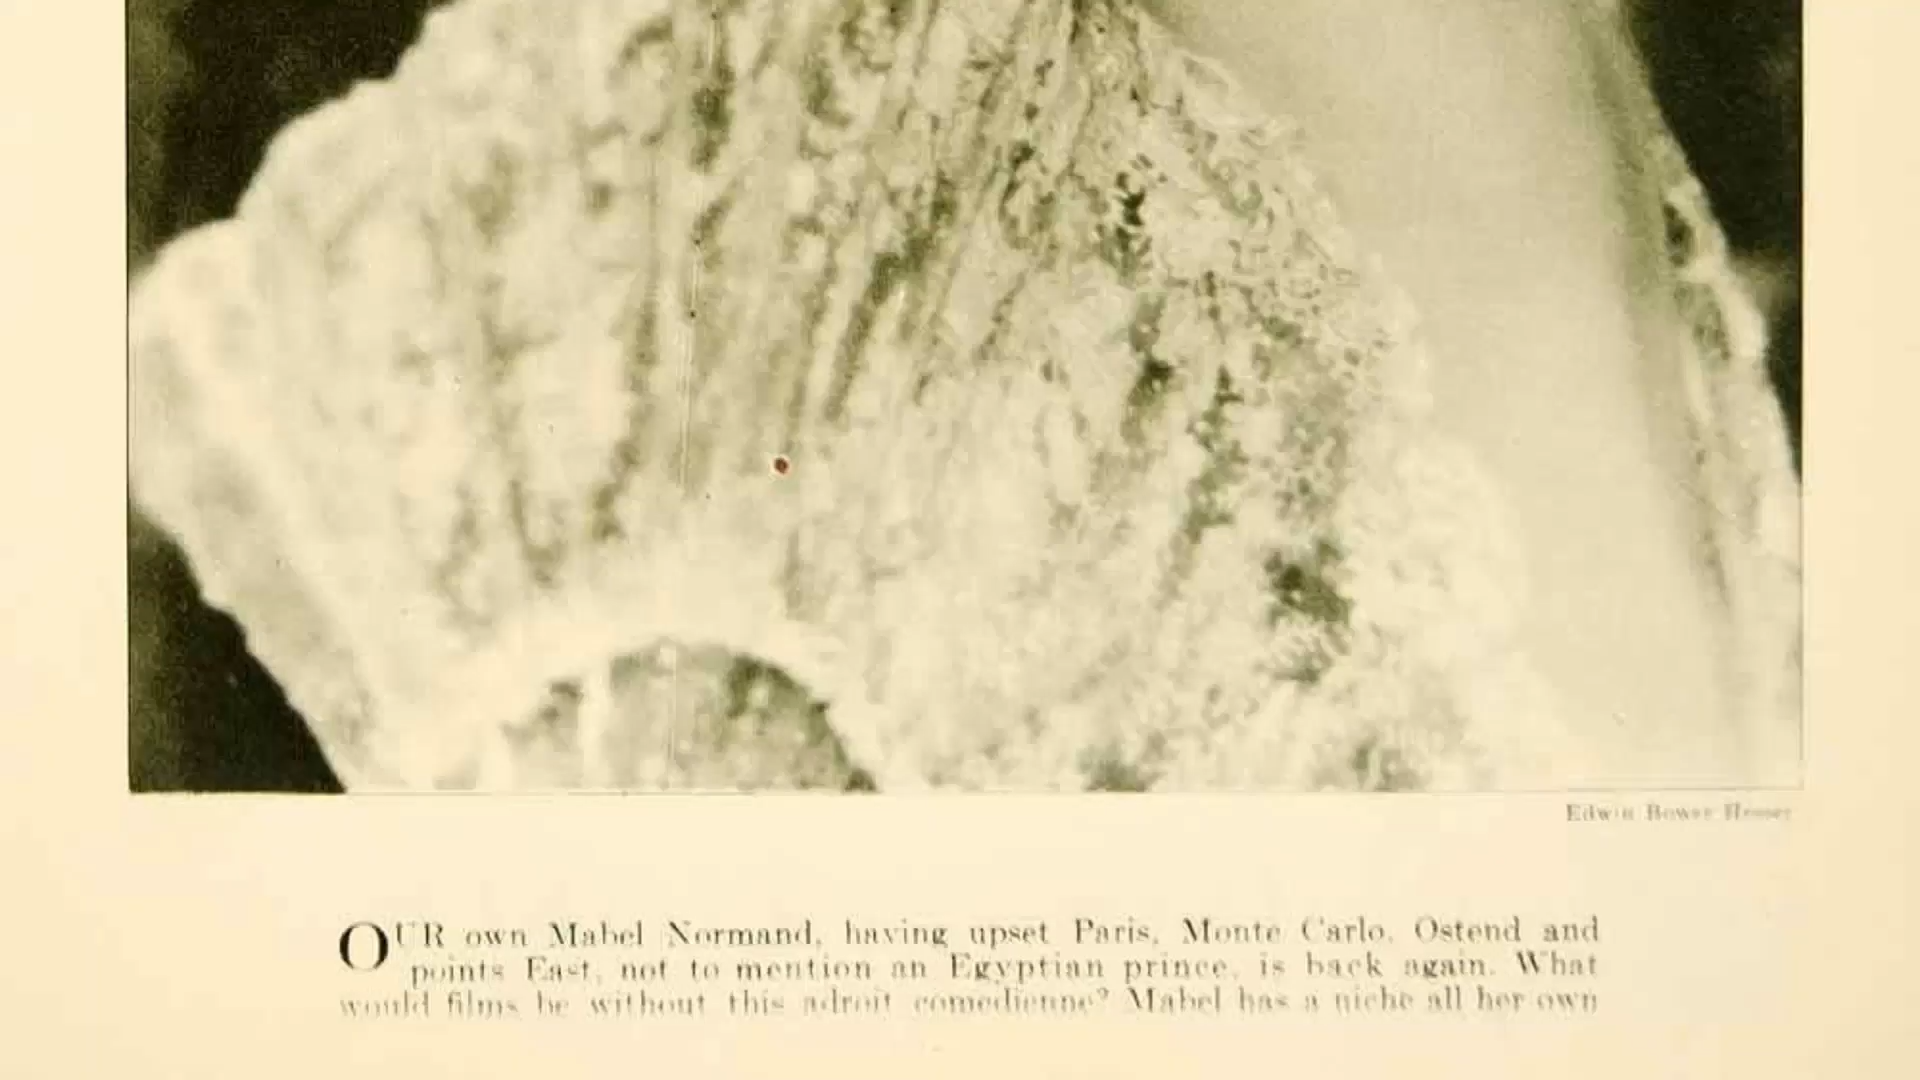 Edwin Bower Hesser
OUR own Mabel Normand, having upset Paris, Monte Carlo, Ostend and
points East, not to mention an Egyptian prince, is back again. What
would films be without this adroit comedienne? Mabel has a niche all her own